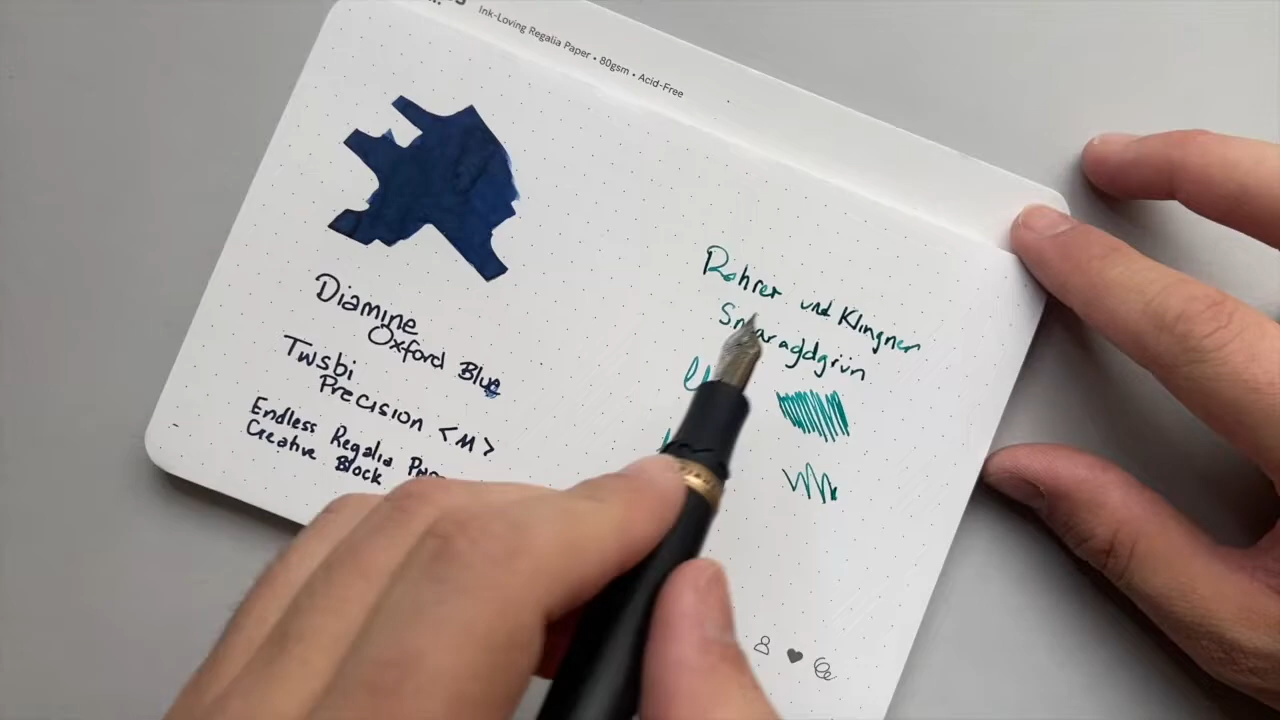 Ink-Loving Regalia Paper • 80gsm • Acid-Free
Diamine
Oxford Blue
Twsbi
Precision <M>
Endless Regalia
Creative Block
Rohrer und Klingner
Smaragdgrün